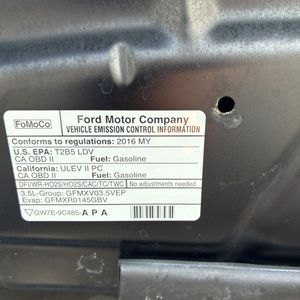 FoMoCo
Ford Motor Company
VEHICLE EMISSION CONTROL INFORMATION
Conforms to regulations: 2016 MY
U.S. EPA: T2B5 LDV
CA OBD II Fuel: Gasoline
California: ULEV II PC
CA OBD II Fuel: Gasoline
DFI/WR-HO2S/HO2S/CAC/TC/TWC No adjustments needed.
3.5L-Group: GFMXV03.5VEP
Evap: GFMXR0145GBV
GW7E-9C485-APA